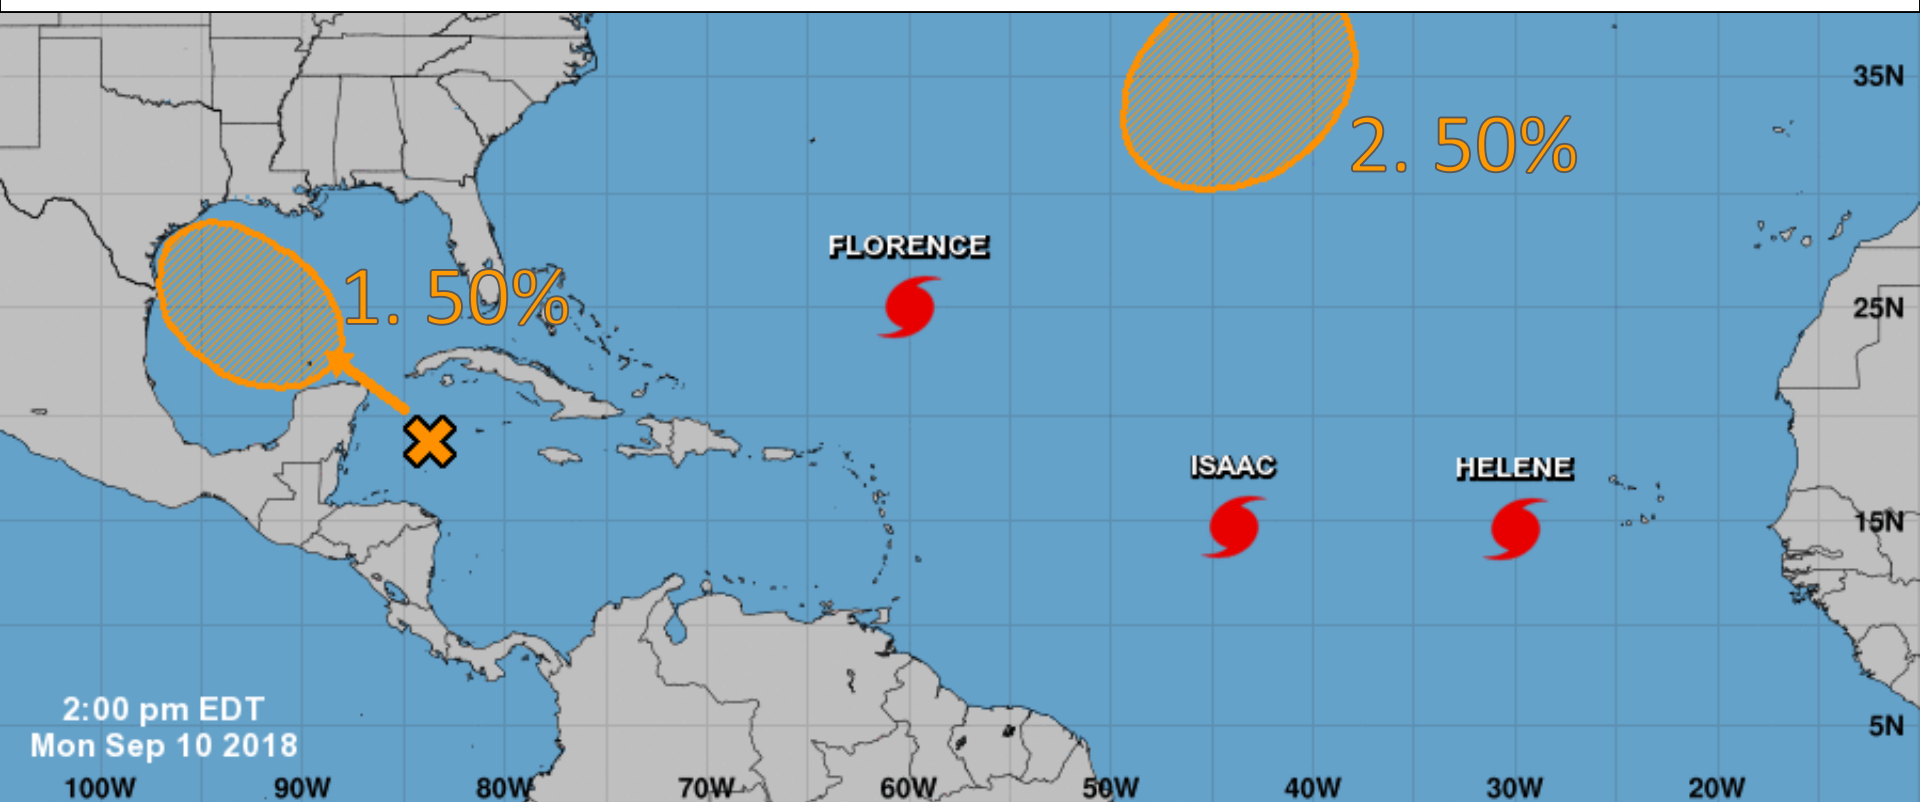 35N
2. 50%
FLORENCE
1. 50%
25N
ISAAC
HELENE
15N
2:00 pm EDT
Mon Sep 10 2018
5N
100W 90W 80W 70W 60W 50W 40W 30W 20W